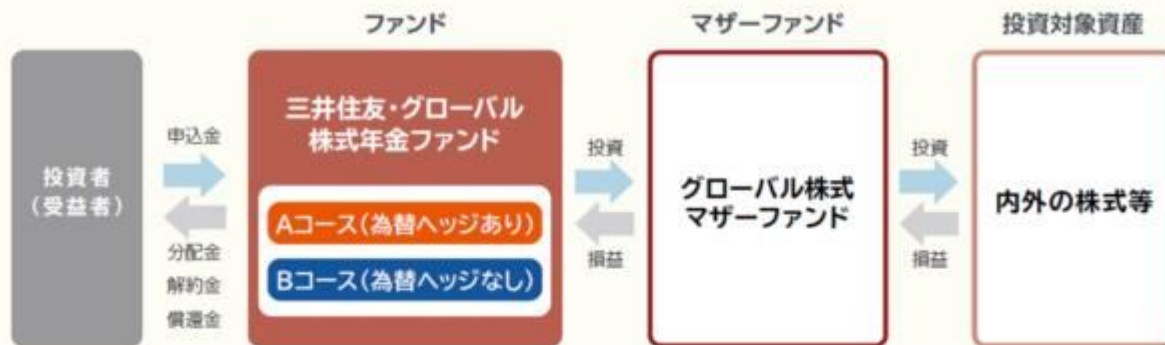 ファンド
マザーファンド
投資対象資産
投資者
(受益者)
申込金
分配金
解約金
償還金
三井住友・グローバル
株式年金ファンド
Aコース(為替ヘッジあり)
Bコース(為替ヘッジなし)
投資
損益
グローバル株式
マザーファンド
投資
損益
内外の株式等